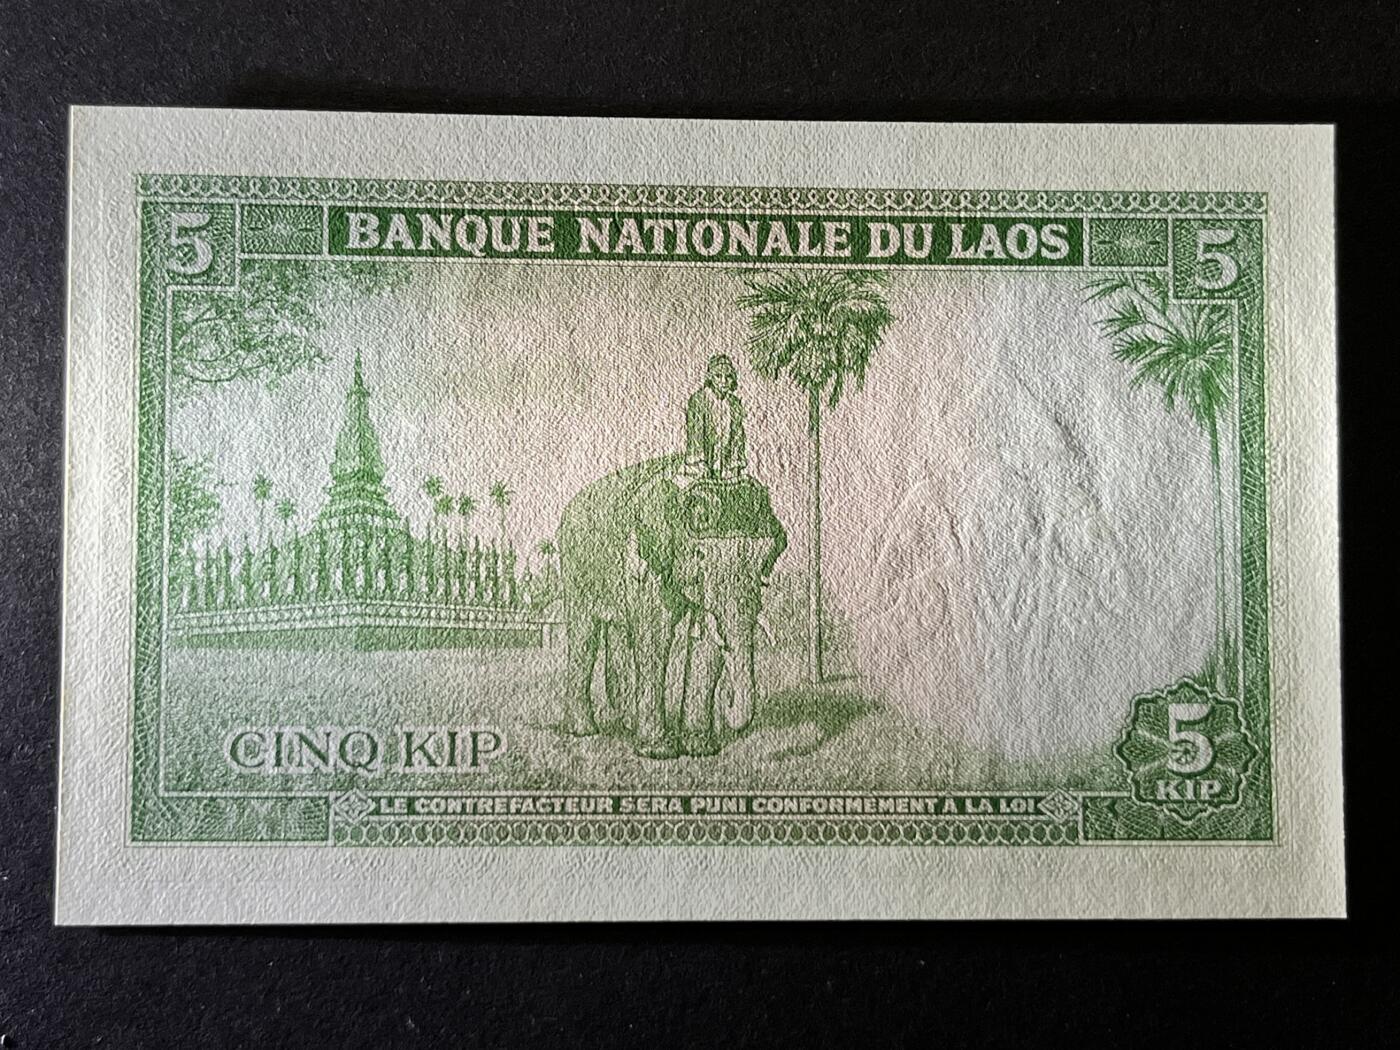 5 BANQUE NATIONALE DU LAOS 5
CINQ KIP
5
KIP
LE CONTREFACTEUR SERA PUNI CONFORMEMENT A LA LOI